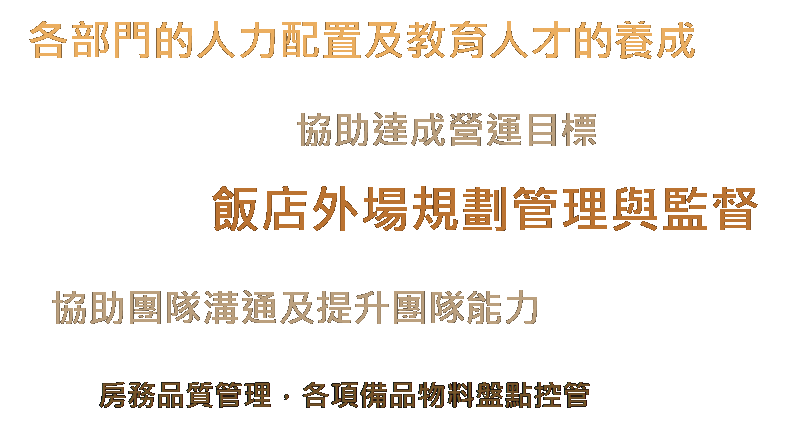 各部門的人力配置及教育人才的養成
協助達成營運目標
飯店外場規劃管理與監督
協助團隊溝通及提升團隊能力
房務品質管理，各項備品物料盤點控管